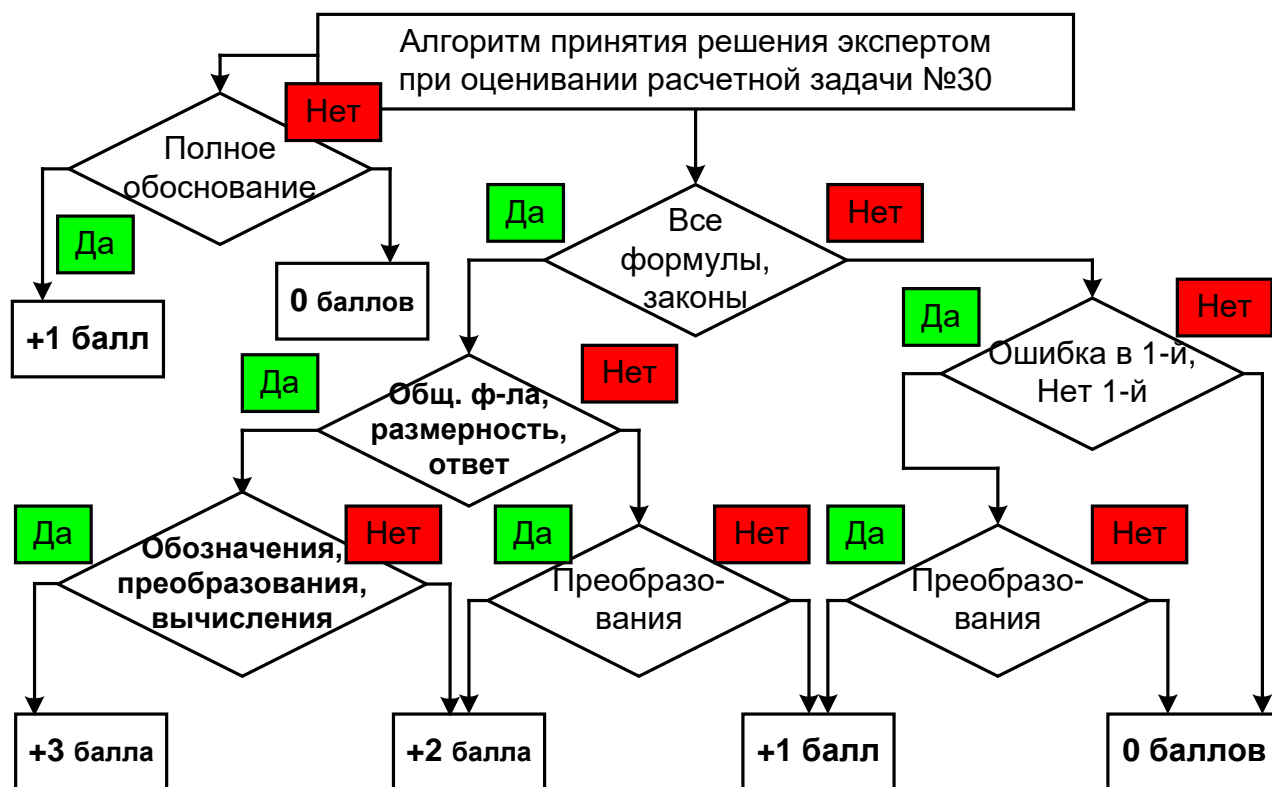 Алгоритм принятия решения экспертом
при оценивании расчетной задачи №30
Нет
Полное
обоснование
Да
+1 балл
0 баллов
Да
Все
формулы,
законы
Нет
Да
Общ. ф-ла,
размерность,
ответ
Нет
Да
Ошибка в 1-й,
Нет 1-й
Нет
Да
Обозначения,
преобразования,
вычисления
Нет
Да
Преобразо-
вания
Нет
Да
Преобразо-
вания
Нет
+3 балла
+2 балла
+1 балл
0 баллов